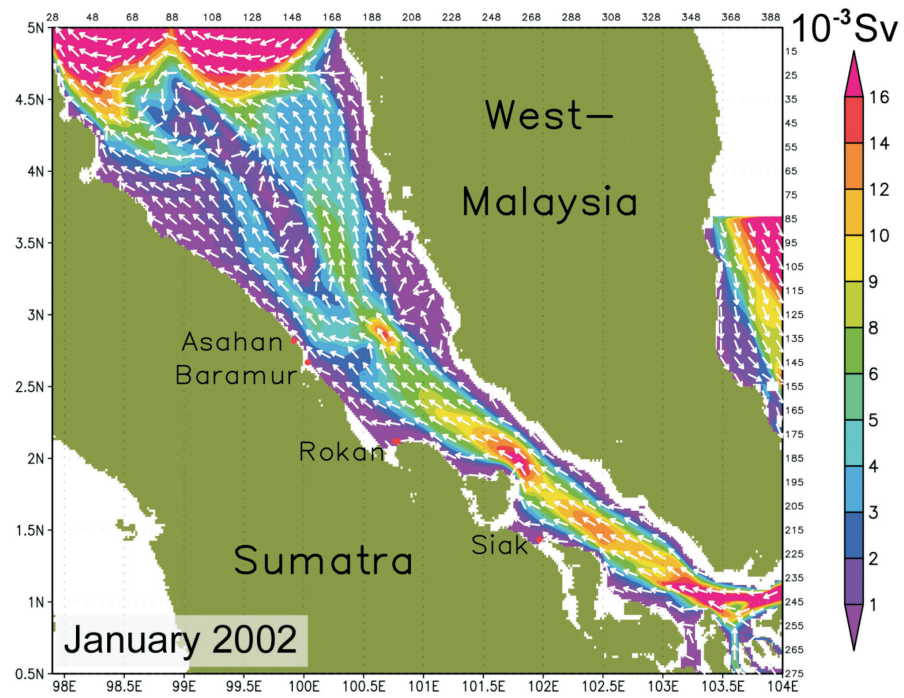 28 48 68 88 108 128 148 168 188 208 228 248 268 288 308 328 348 368 388
10⁻³Sv
5N
4.5N
4N
3.5N
3N
2.5N
2N
1.5N
1N
0.5N
98E 98.5E 99E 99.5E 100E 100.5E 101E 101.5E 102E 102.5E 103E 103.5E 104E
15
25
35
45
55
65
75
85
95
105
115
125
135
145
155
165
175
185
195
205
215
225
235
245
255
265
275
16
14
12
10
9
8
6
5
4
3
2
1
West-
Malaysia
Asahan
Baramur
Rokan
Siak
Sumatra
January 2002